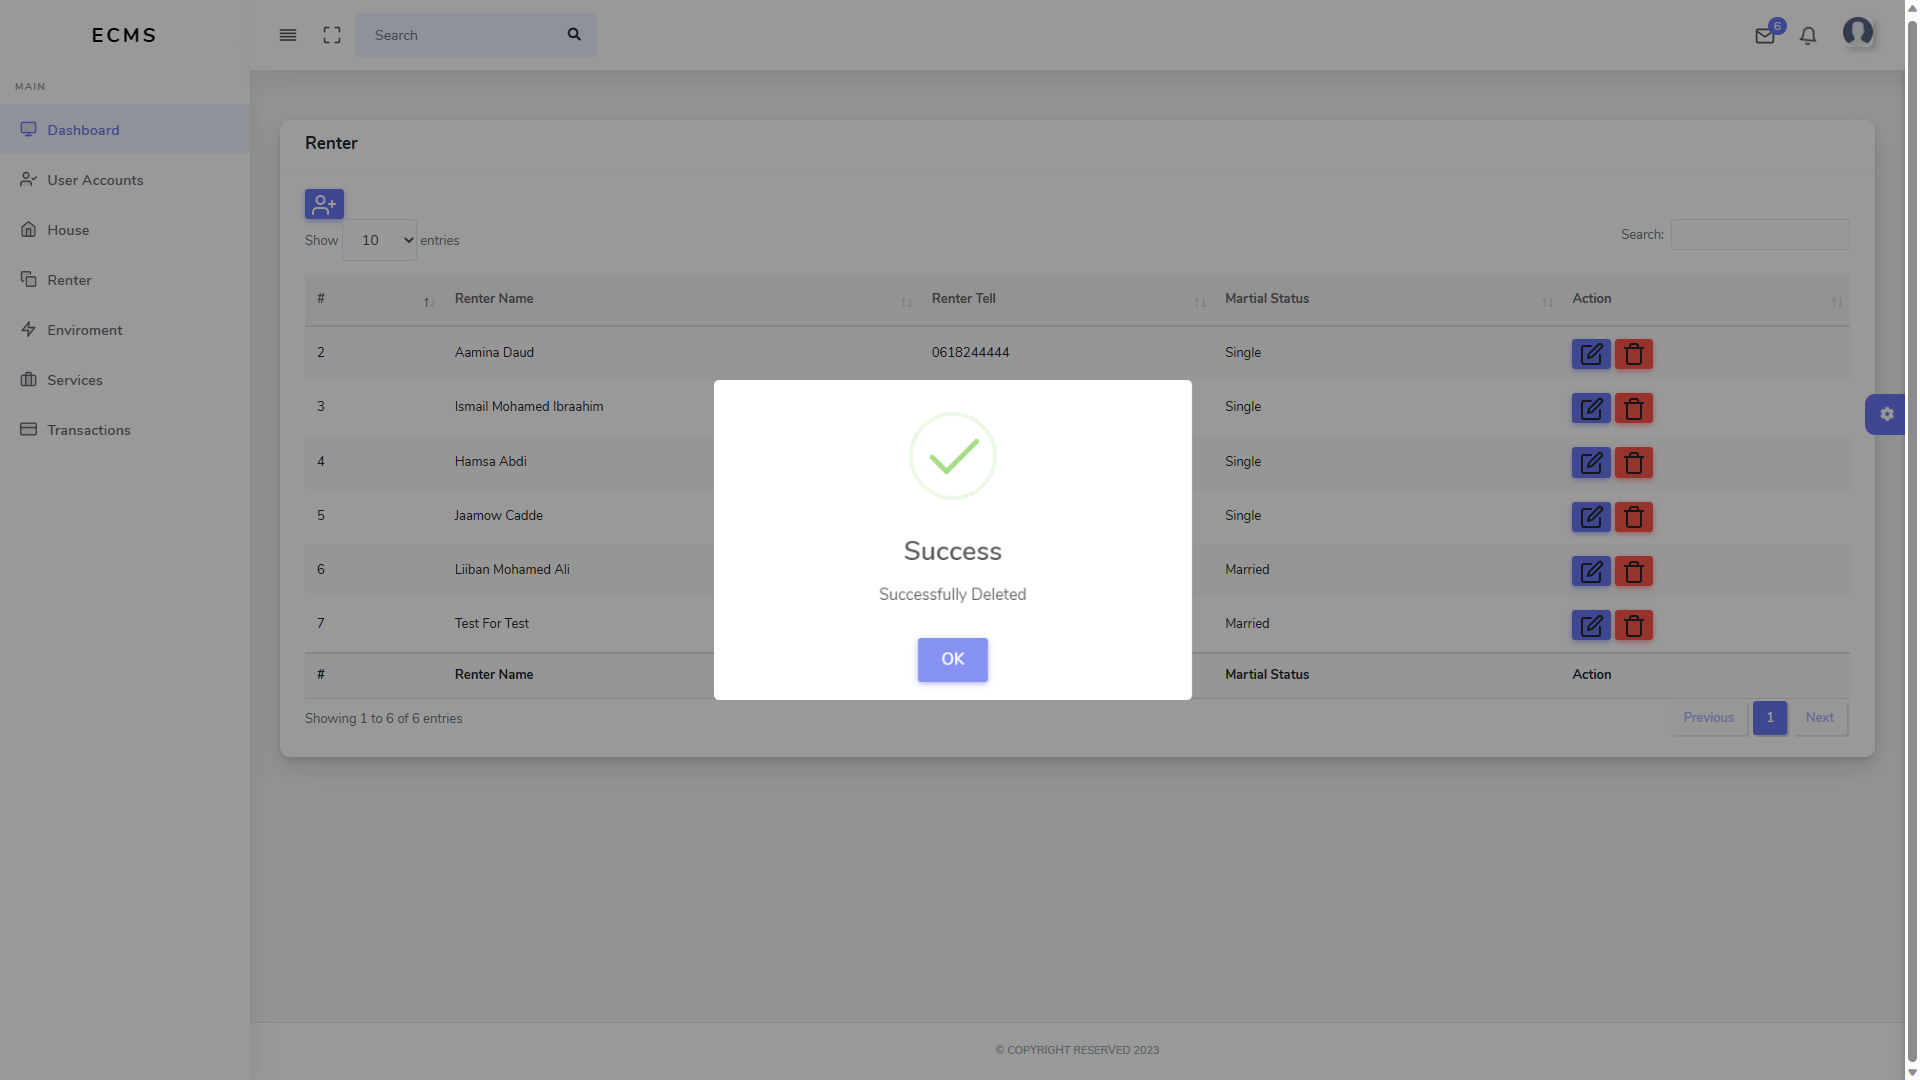 ECMS
Search
6
MAIN
Dashboard
User Accounts
House
Renter
Enviroment
Services
Transactions
Renter
Show 10 entries
Search:
# Renter Name Renter Tell Martial Status Action
2 Aamina Daud 0618244444 Single
3 Ismail Mohamed Ibraahim Single
4 Hamsa Abdi Single
5 Jaamow Cadde Single
6 Liiban Mohamed Ali Married
7 Test For Test Married
# Renter Name Martial Status Action
Showing 1 to 6 of 6 entries
Previous 1 Next
Success
Successfully Deleted
OK
© COPYRIGHT RESERVED 2023